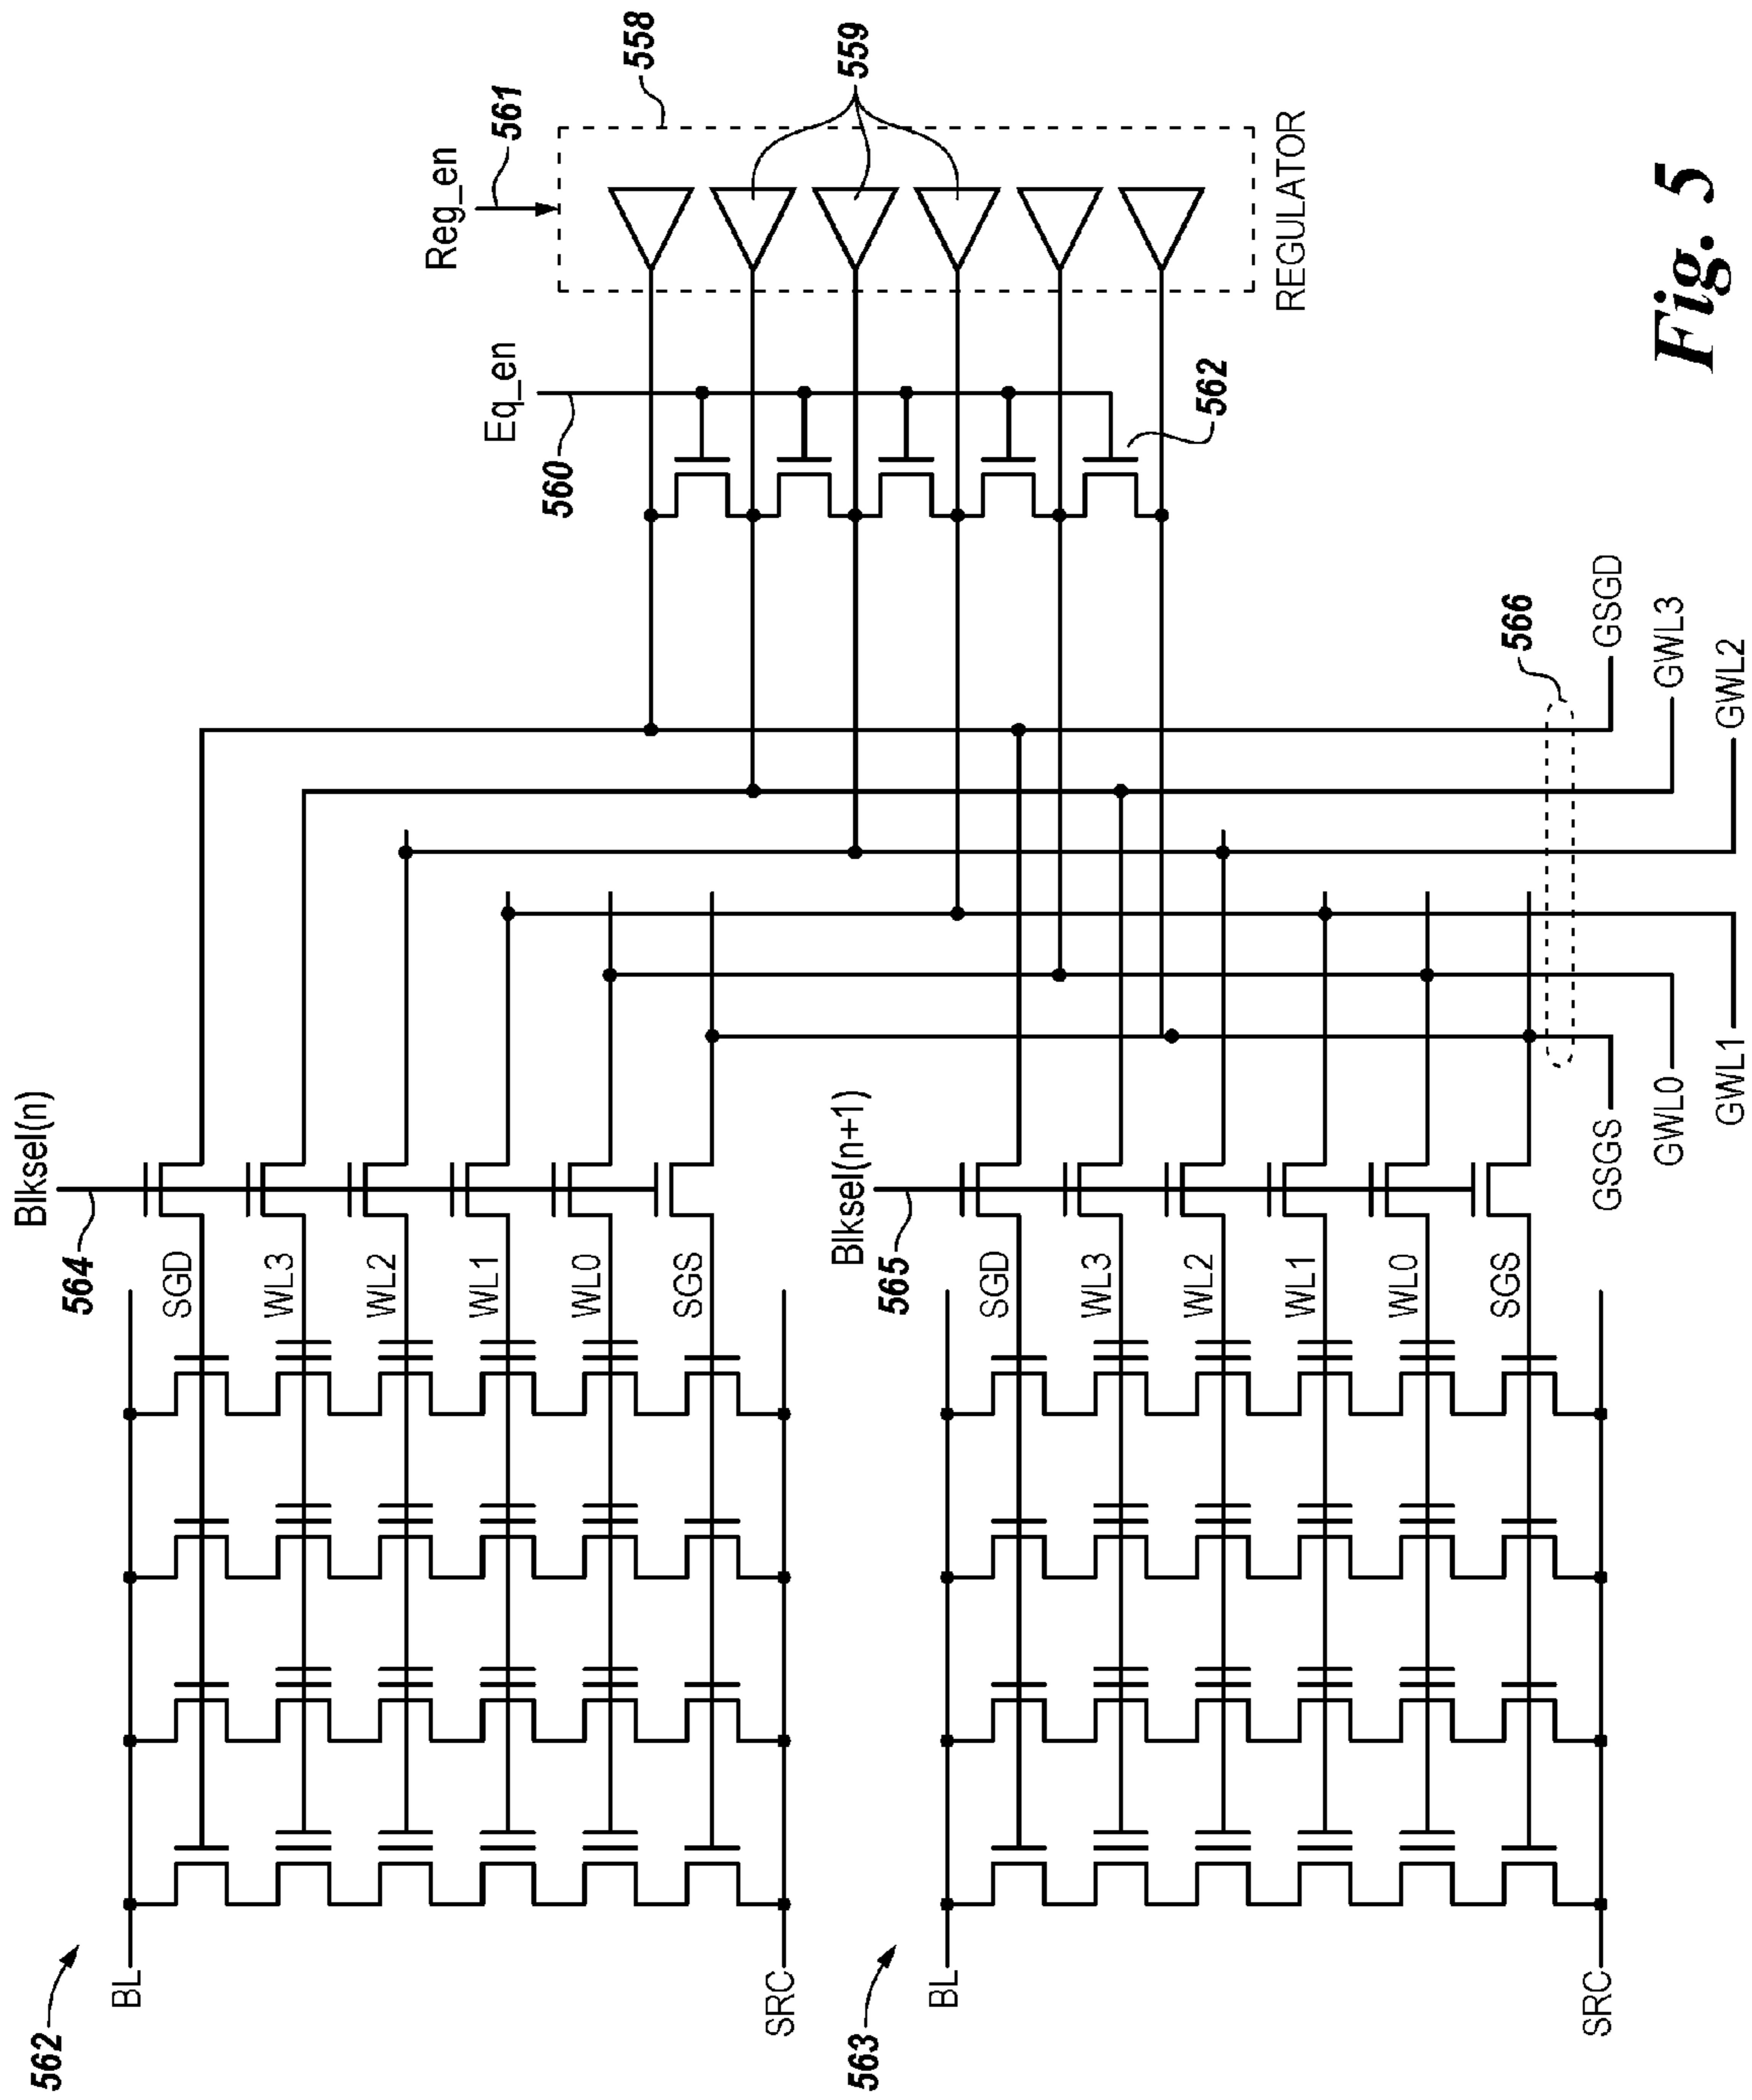 562
BL
SRC
SGD
WL3
WL2
WL1
WL0
SGS
564
Blksel(n)
563
BL
SRC
SGD
WL3
WL2
WL1
WL0
SGS
565
Blksel(n+1)
GSGS
GWL0
GWL1
566
GSGD
GWL3
GWL2
560
Eq_en
562
Reg_en
561
558
559
REGULATOR
Fig. 5